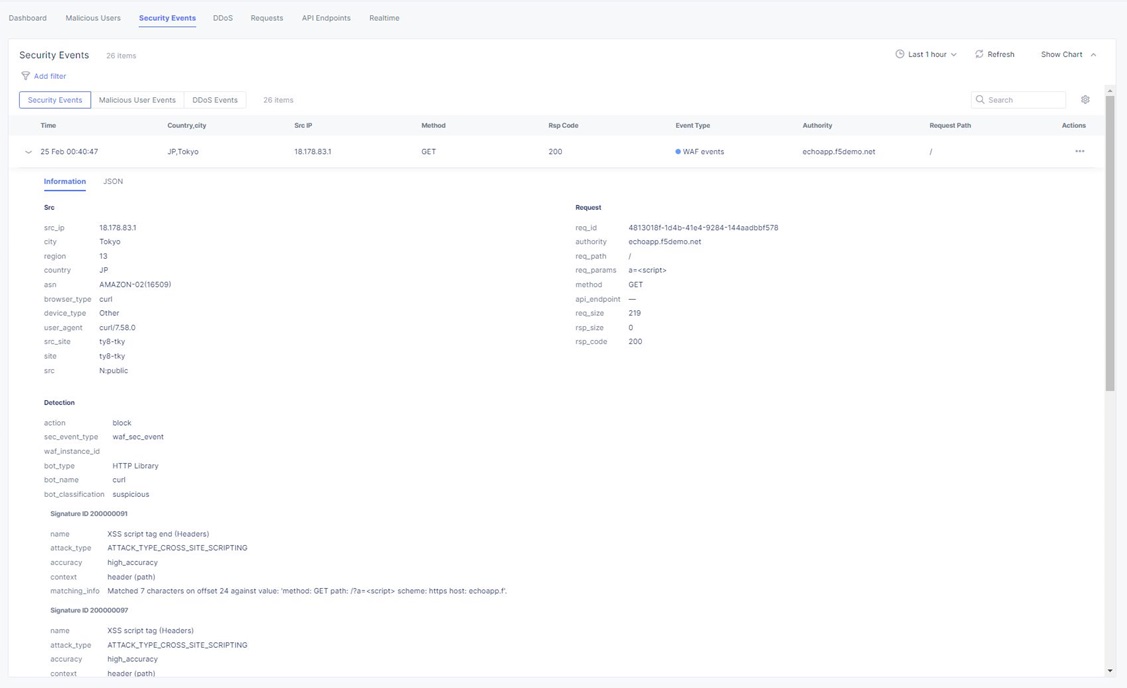 Dashboard Malicious Users Security Events DDoS Requests API Endpoints Realtime
Security Events 26 items Last 1 hour Refresh Show Chart
Add filter
Security Events Malicious User Events DDoS Events 26 items Search
Time Country,city Src IP Method Rsp Code Event Type Authority Request Path Actions
25 Feb 00:40:47 JP,Tokyo 18.178.83.1 GET 200 WAF events echoapp.f5demo.net / •••
Information JSON
Src
src_ip 18.178.83.1
city Tokyo
region 13
country JP
asn AMAZON-02(16509)
browser_type curl
device_type Other
user_agent curl/7.58.0
src_site ty8-tky
site ty8-tky
src N:public
Request
req_id 4813018f-1d4b-41e4-9284-144aadbbf578
authority echoapp.f5demo.net
req_path /
req_params a=<script>
method GET
api_endpoint —
req_size 219
rsp_size 0
rsp_code 200
Detection
action block
sec_event_type waf_sec_event
waf_instance_id
bot_type HTTP Library
bot_name curl
bot_classification suspicious
Signature ID 200000091
name XSS script tag end (Headers)
attack_type ATTACK_TYPE_CROSS_SITE_SCRIPTING
accuracy high_accuracy
context header (path)
matching_info Matched 7 characters on offset 24 against value: 'method: GET path: /?a=<script> scheme: https host: echoapp.f'.
Signature ID 200000097
name XSS script tag (Headers)
attack_type ATTACK_TYPE_CROSS_SITE_SCRIPTING
accuracy high_accuracy
context header (path)